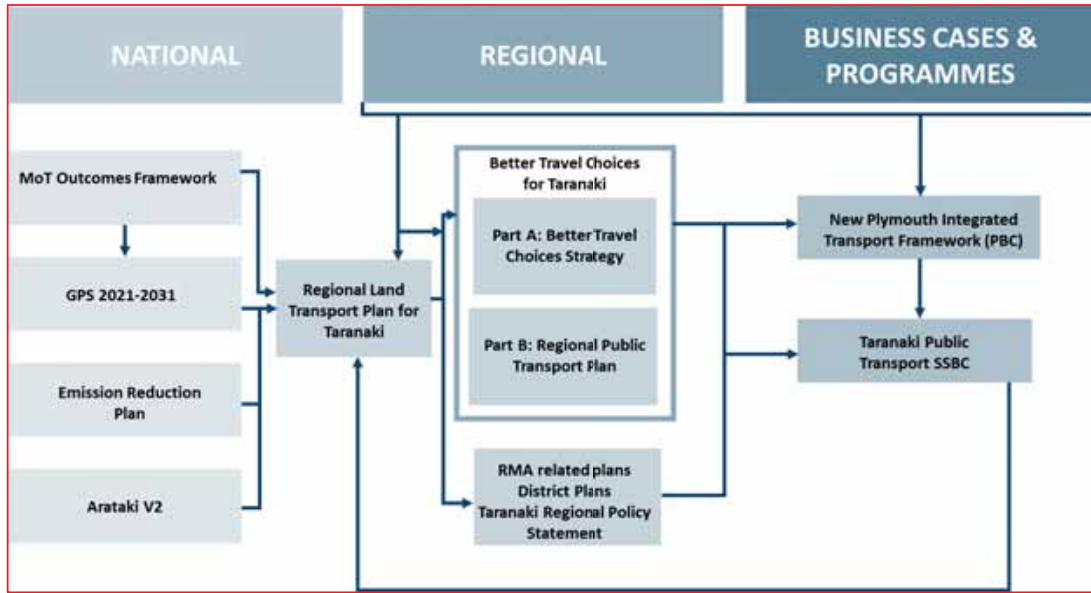 NATIONAL
REGIONAL
BUSINESS CASES &
PROGRAMMES
MoT Outcomes Framework
GPS 2021-2031
Emission Reduction
Plan
Arataki V2
Regional Land
Transport Plan for
Taranaki
Better Travel Choices
for Taranaki
Part A: Better Travel
Choices Strategy
Part B: Regional Public
Transport Plan
RMA related plans
District Plans
Taranaki Regional Policy
Statement
New Plymouth Integrated
Transport Framework (PBC)
Taranaki Public
Transport SSBC